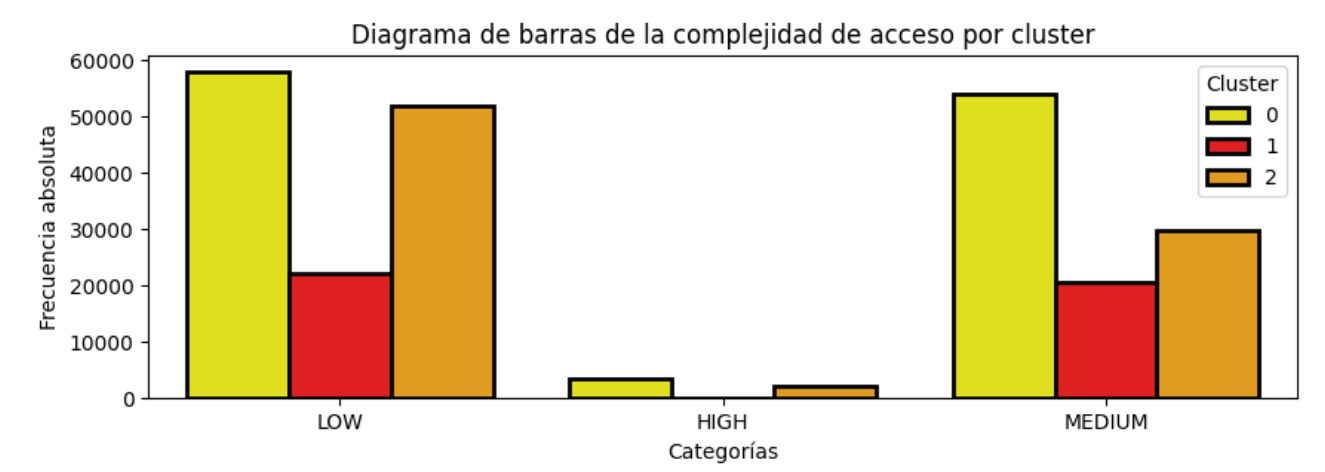 Diagrama de barras de la complejidad de acceso por cluster
Frecuencia absoluta
60000
50000
40000
30000
20000
10000
0
LOW
HIGH
MEDIUM
Categorías
Cluster
0
1
2